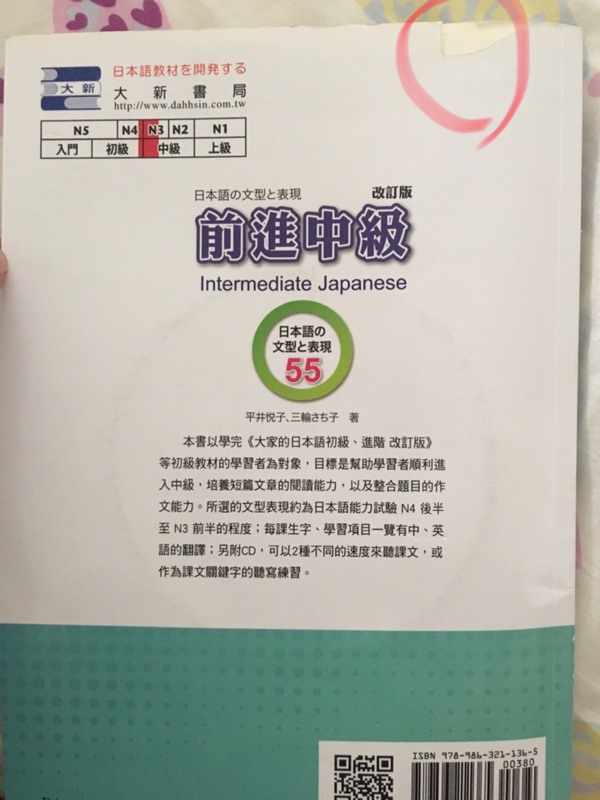 日本語教材を開発する
大新
大新書局
http://www.dahhsin.com.tw
N5 N4 N3 N2 N1
入門 初級 中級 上級
日本語の文型と表現 改訂版
前進中級
Intermediate Japanese
日本語の
文型と表現
55
平井悦子、三輪さち子 著
本書以學完《大家的日本語初級、進階 改訂版》
等初級教材的學習者為對象，目標是幫助學習者順利進
入中級，培養短篇文章的閱讀能力，以及整合題目的作
文能力。所選的文型表現約為日本語能力試驗 N4 後半
至 N3 前半的程度；每課生字、學習項目一覽有中、英
語的翻譯；另附CD，可以2種不同的速度來聽課文，或
作為課文關鍵字的聽寫練習。
ISBN 978-986-321-136-5
00380